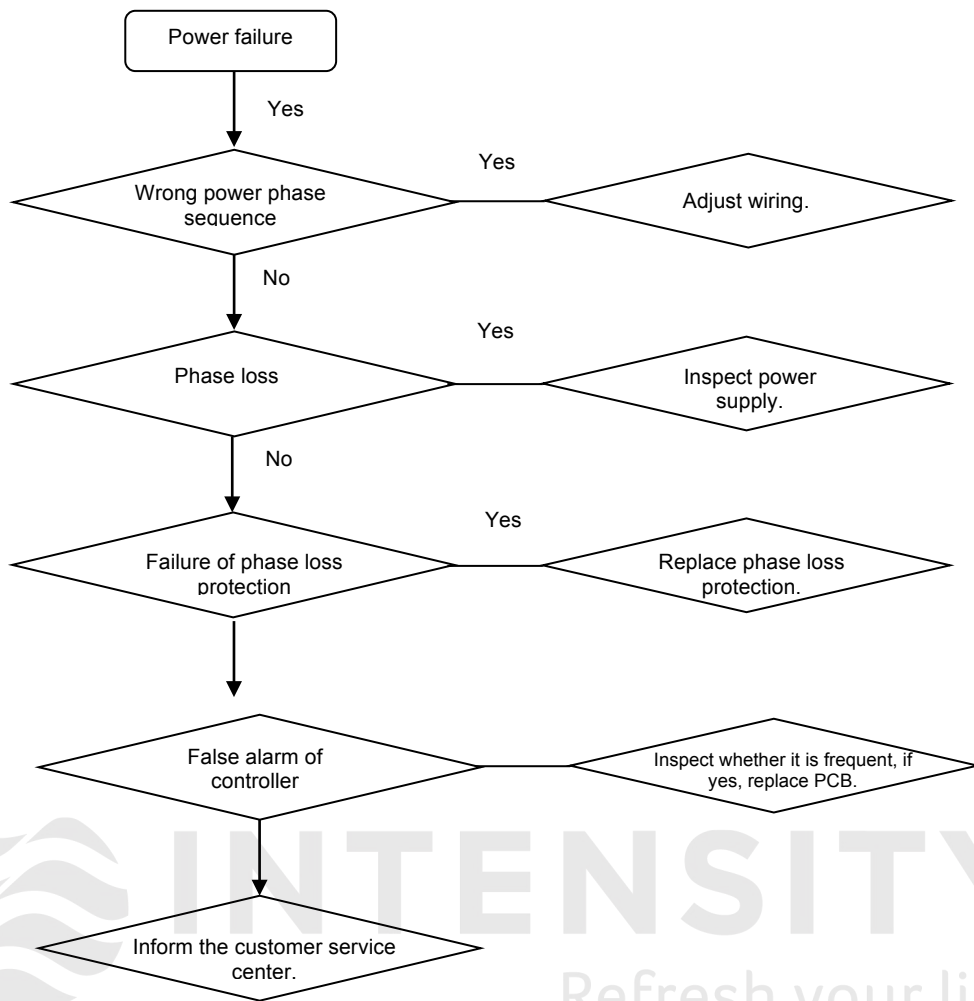 Power failure
Yes
Yes
Wrong power phase
sequence
Adjust wiring.
No
Yes
Phase loss
Inspect power
supply.
No
Yes
Failure of phase loss
protection
Replace phase loss
protection.
False alarm of
controller
Inspect whether it is frequent, if
yes, replace PCB.
INTENSITY
Inform the customer service
center.
Refresh your li